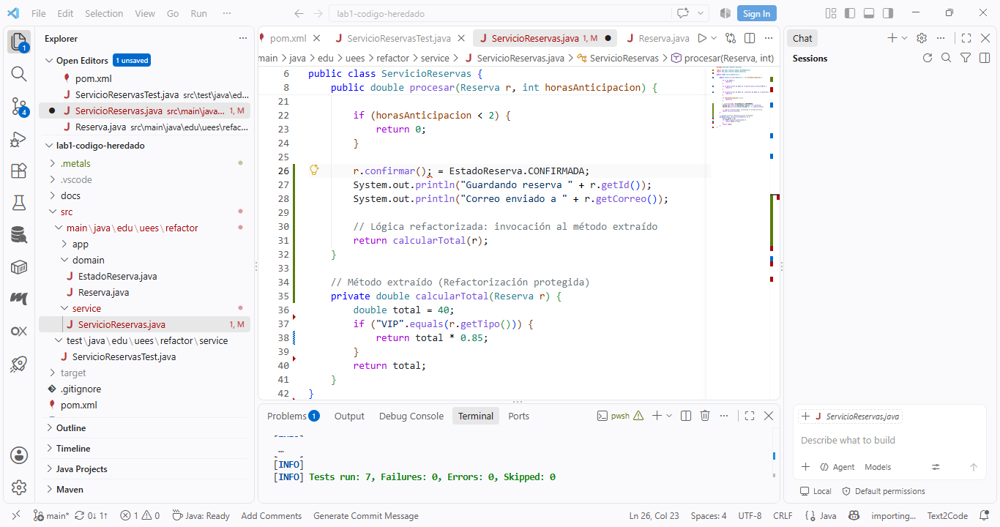 File Edit Selection View Go Run ··· lab1-codigo-heredado Sign In
Explorer ···
Open Editors 1 unsaved
pom.xml
ServicioReservasTest.java src\test\java\ed...
ServicioReservas.java src\main\java... 1, M
Reserva.java src\main\java\edu\uees\refac...
lab1-codigo-heredado
.metals
.vscode
docs
src
main\java\edu\uees\refactor
app
domain
EstadoReserva.java
Reserva.java
service
ServicioReservas.java 1, M
test\java\edu\uees\refactor\service
ServicioReservasTest.java
target
.gitignore
pom.xml
Outline
Timeline
Java Projects
Maven
pom.xml ServicioReservasTest.java ServicioReservas.java 1, M Reserva.java
main > java > edu > uees > refactor > service > ServicioReservas.java > ServicioReservas > procesar(Reserva, int)
6 public class ServicioReservas {
8 public double procesar(Reserva r, int horasAnticipacion) {
21
22 if (horasAnticipacion < 2) {
23 return 0;
24 }
25
26 r.confirmar(); = EstadoReserva.CONFIRMADA;
27 System.out.println("Guardando reserva " + r.getId());
28 System.out.println("Correo enviado a " + r.getCorreo());
29
30 // Lógica refactorizada: invocación al método extraído
31 return calcularTotal(r);
32 }
33
34 // Método extraído (Refactorización protegida)
35 private double calcularTotal(Reserva r) {
36 double total = 40;
37 if ("VIP".equals(r.getTipo())) {
38 return total * 0.85;
39 }
40 return total;
41 }
42 }
Problems 1 Output Debug Console Terminal Ports pwsh
...
[INFO]
[INFO] Tests run: 7, Failures: 0, Errors: 0, Skipped: 0
Chat
Sessions
ServicioReservas.java
Describe what to build
Agent Models
Local Default permissions
main* 0↓ 1↑ 1 0 Java: Ready Add Comments Generate Commit Message Ln 26, Col 23 Spaces: 4 UTF-8 CRLF {} Java importing... Text2Code